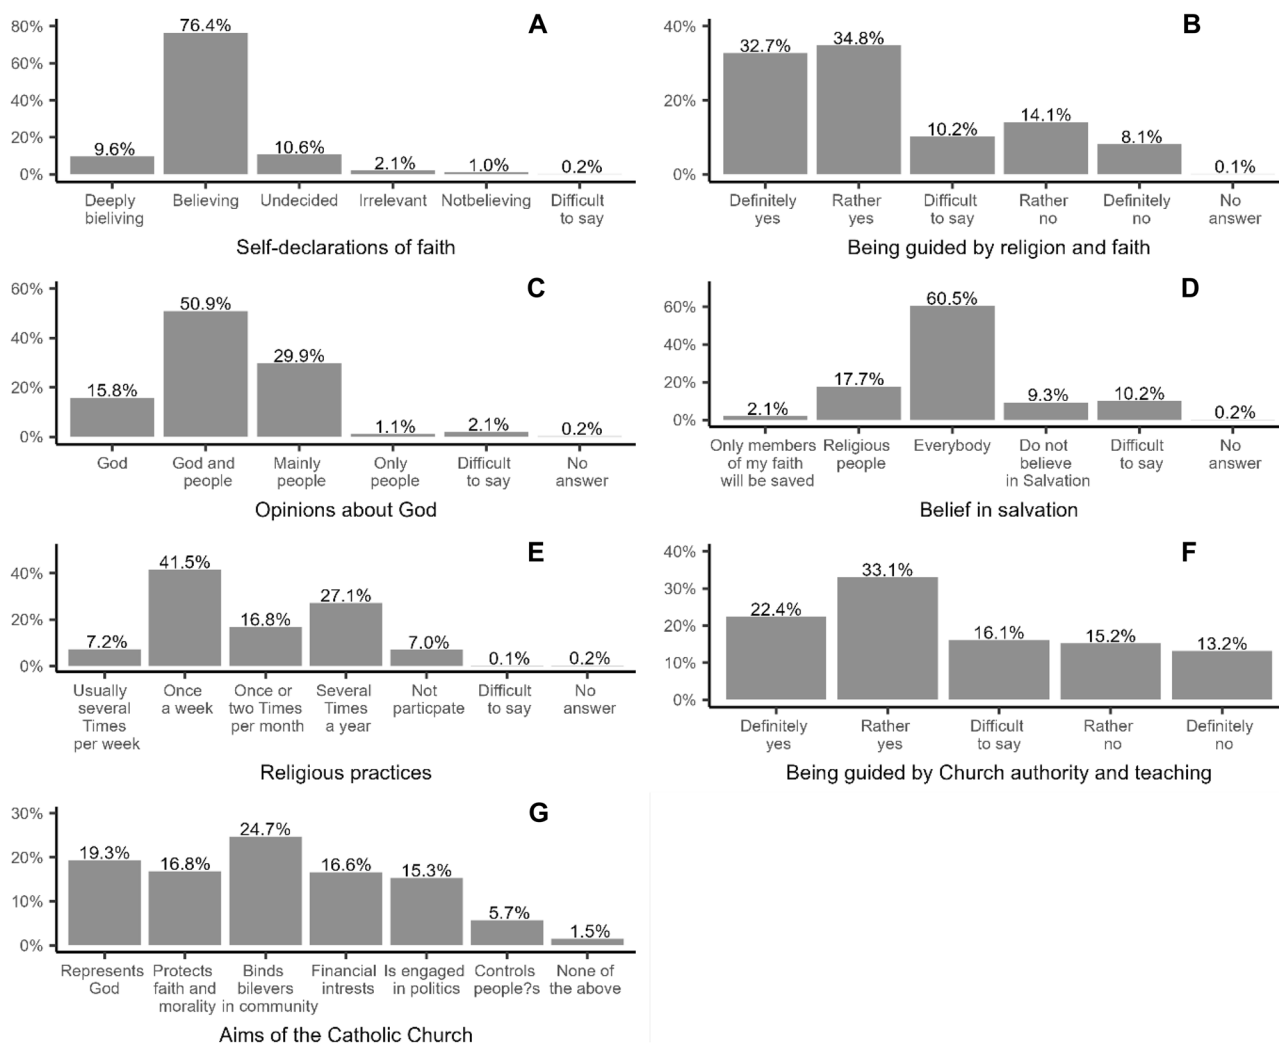 A
80%
60%
40%
20%
0%
9.6%
76.4%
10.6%
2.1%
1.0%
0.2%
Deeply
bieliving
Believing
Undecided
Irrelevant
Notbelieving
Difficult
to say
Self-declarations of faith
B
40%
20%
0%
32.7%
34.8%
10.2%
14.1%
8.1%
0.1%
Definitely
yes
Rather
yes
Difficult
to say
Rather
no
Definitely
no
No
answer
Being guided by religion and faith
C
60%
40%
20%
0%
15.8%
50.9%
29.9%
1.1%
2.1%
0.2%
God
God and
people
Mainly
people
Only
people
Difficult
to say
No
answer
Opinions about God
D
60%
40%
20%
0%
2.1%
17.7%
60.5%
9.3%
10.2%
0.2%
Only members
of my faith
will be saved
Religious
people
Everybody
Do not
believe
in Salvation
Difficult
to say
No
answer
Belief in salvation
E
40%
20%
0%
7.2%
41.5%
16.8%
27.1%
7.0%
0.1%
0.2%
Usually
several
Times
per week
Once
a week
Once or
two Times
per month
Several
Times
a year
Not
particpate
Difficult
to say
No
answer
Religious practices
F
40%
30%
20%
10%
0%
22.4%
33.1%
16.1%
15.2%
13.2%
Definitely
yes
Rather
yes
Difficult
to say
Rather
no
Definitely
no
Being guided by Church authority and teaching
G
30%
20%
10%
0%
19.3%
16.8%
24.7%
16.6%
15.3%
5.7%
1.5%
Represents
God
Protects
faith and
morality
Binds
bilevers
in community
Financial
intrests
Is engaged
in politics
Controls
people?s
None of
the above
Aims of the Catholic Church